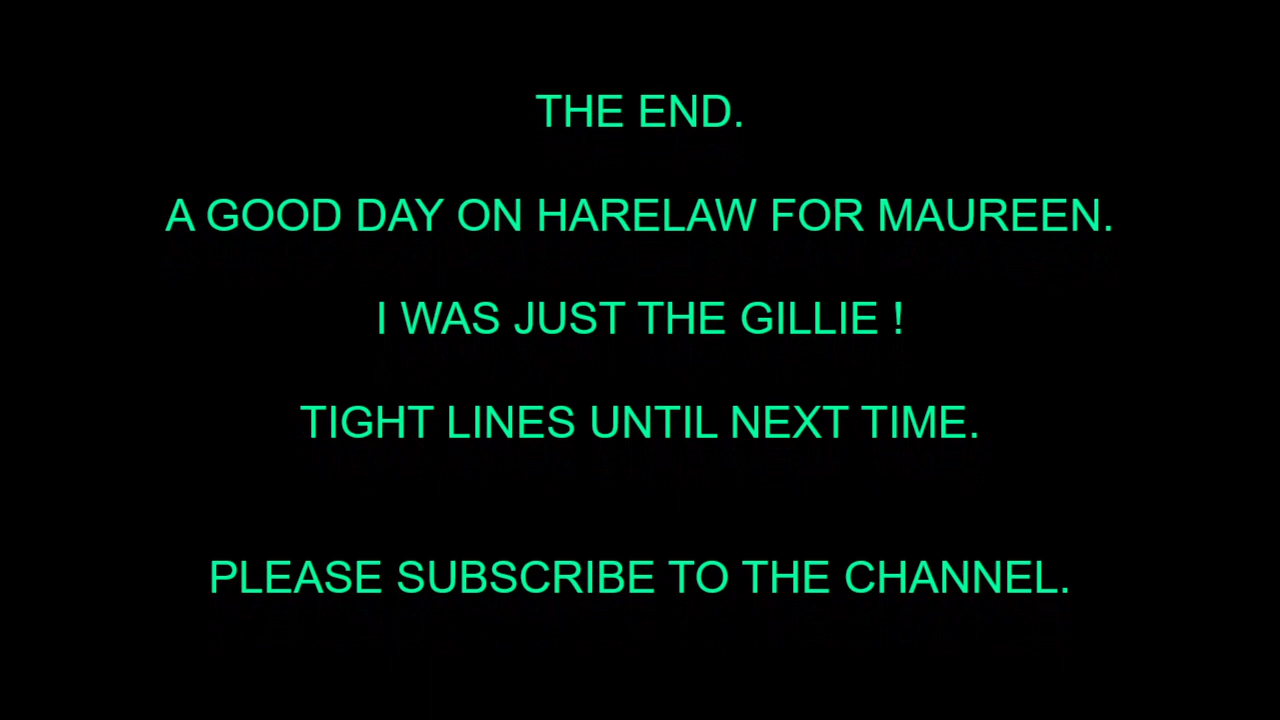 THE END.
A GOOD DAY ON HARELAW FOR MAUREEN.
I WAS JUST THE GILLIE !
TIGHT LINES UNTIL NEXT TIME.
PLEASE SUBSCRIBE TO THE CHANNEL.